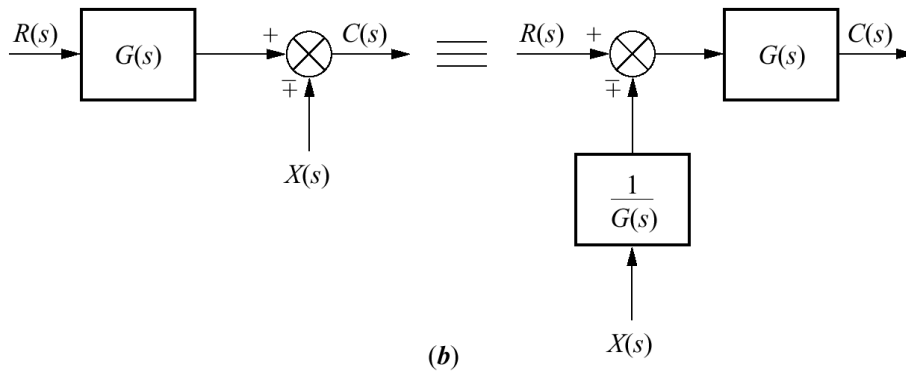 R(s) G(s) + C(s) R(s) + G(s) C(s)
∓ ∓
X(s)
1
G(s)
X(s)
(b)